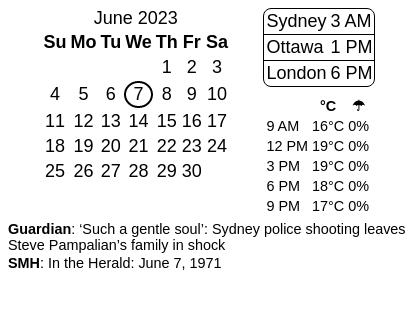 June 2023
Su Mo Tu We Th Fr Sa
1 2 3
4 5 6 7 8 9 10
11 12 13 14 15 16 17
18 19 20 21 22 23 24
25 26 27 28 29 30
Sydney 3 AM
Ottawa 1 PM
London 6 PM
°C ☂
9 AM 16°C 0%
12 PM 19°C 0%
3 PM 19°C 0%
6 PM 18°C 0%
9 PM 17°C 0%
Guardian: ‘Such a gentle soul’: Sydney police shooting leaves
Steve Pampalian’s family in shock
SMH: In the Herald: June 7, 1971